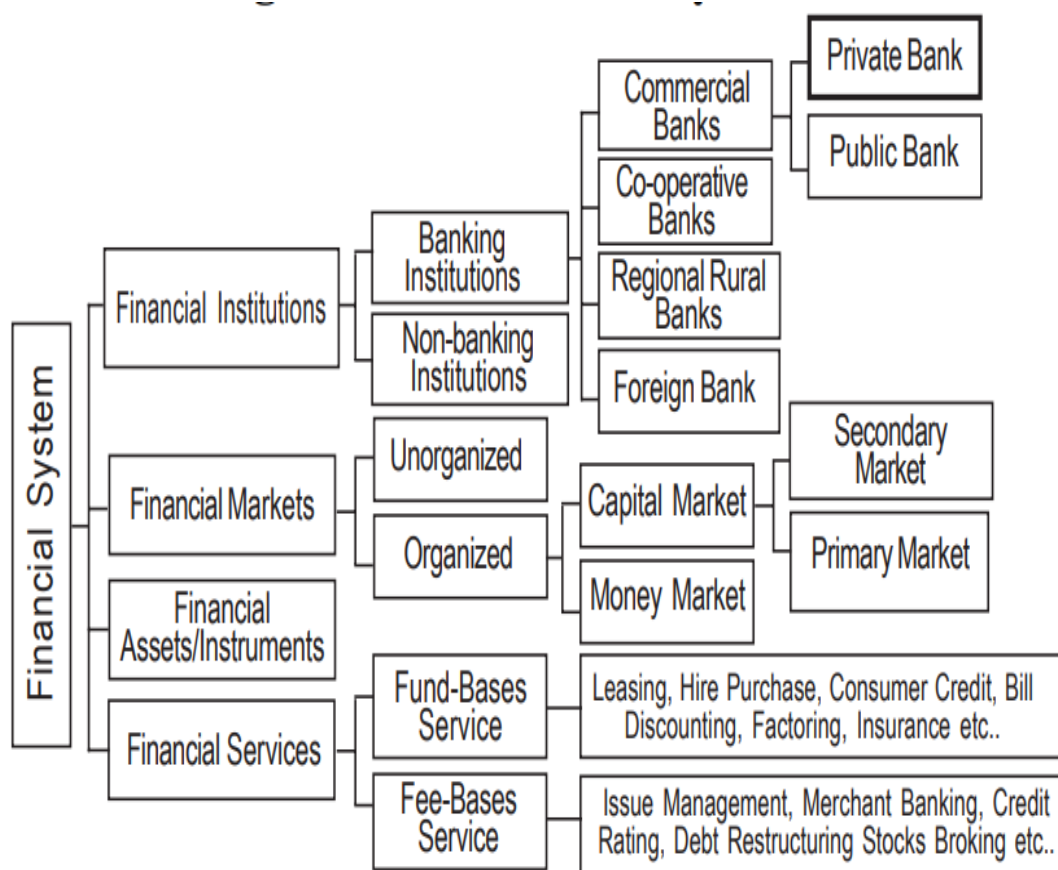 Private Bank
Commercial
Banks
Public Bank
Co-operative
Banks
Banking
Institutions
Regional Rural
Banks
Financial Institutions
Non-banking
Institutions
Foreign Bank
Financial System
Secondary
Market
Unorganized
Capital Market
Financial Markets
Organized
Primary Market
Money Market
Financial
Assets/Instruments
Fund-Bases
Service
Leasing, Hire Purchase, Consumer Credit, Bill
Discounting, Factoring, Insurance etc..
Financial Services
Fee-Bases
Service
Issue Management, Merchant Banking, Credit
Rating, Debt Restructuring Stocks Broking etc..